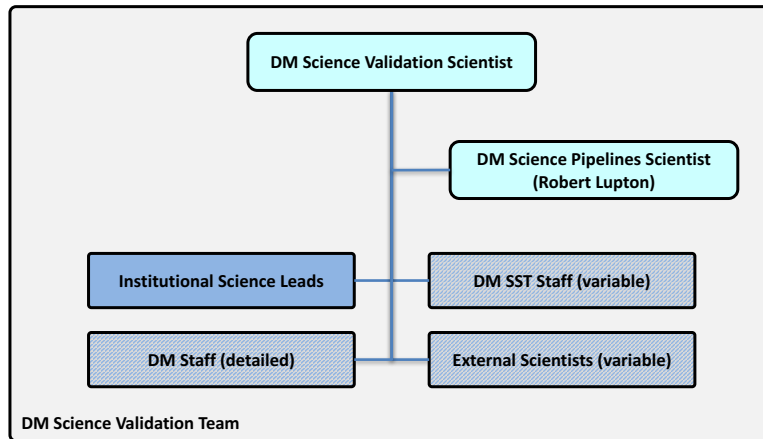 DM Science Validation Scientist
DM Science Pipelines Scientist
(Robert Lupton)
Institutional Science Leads
DM SST Staff (variable)
DM Staff (detailed)
External Scientists (variable)
DM Science Validation Team